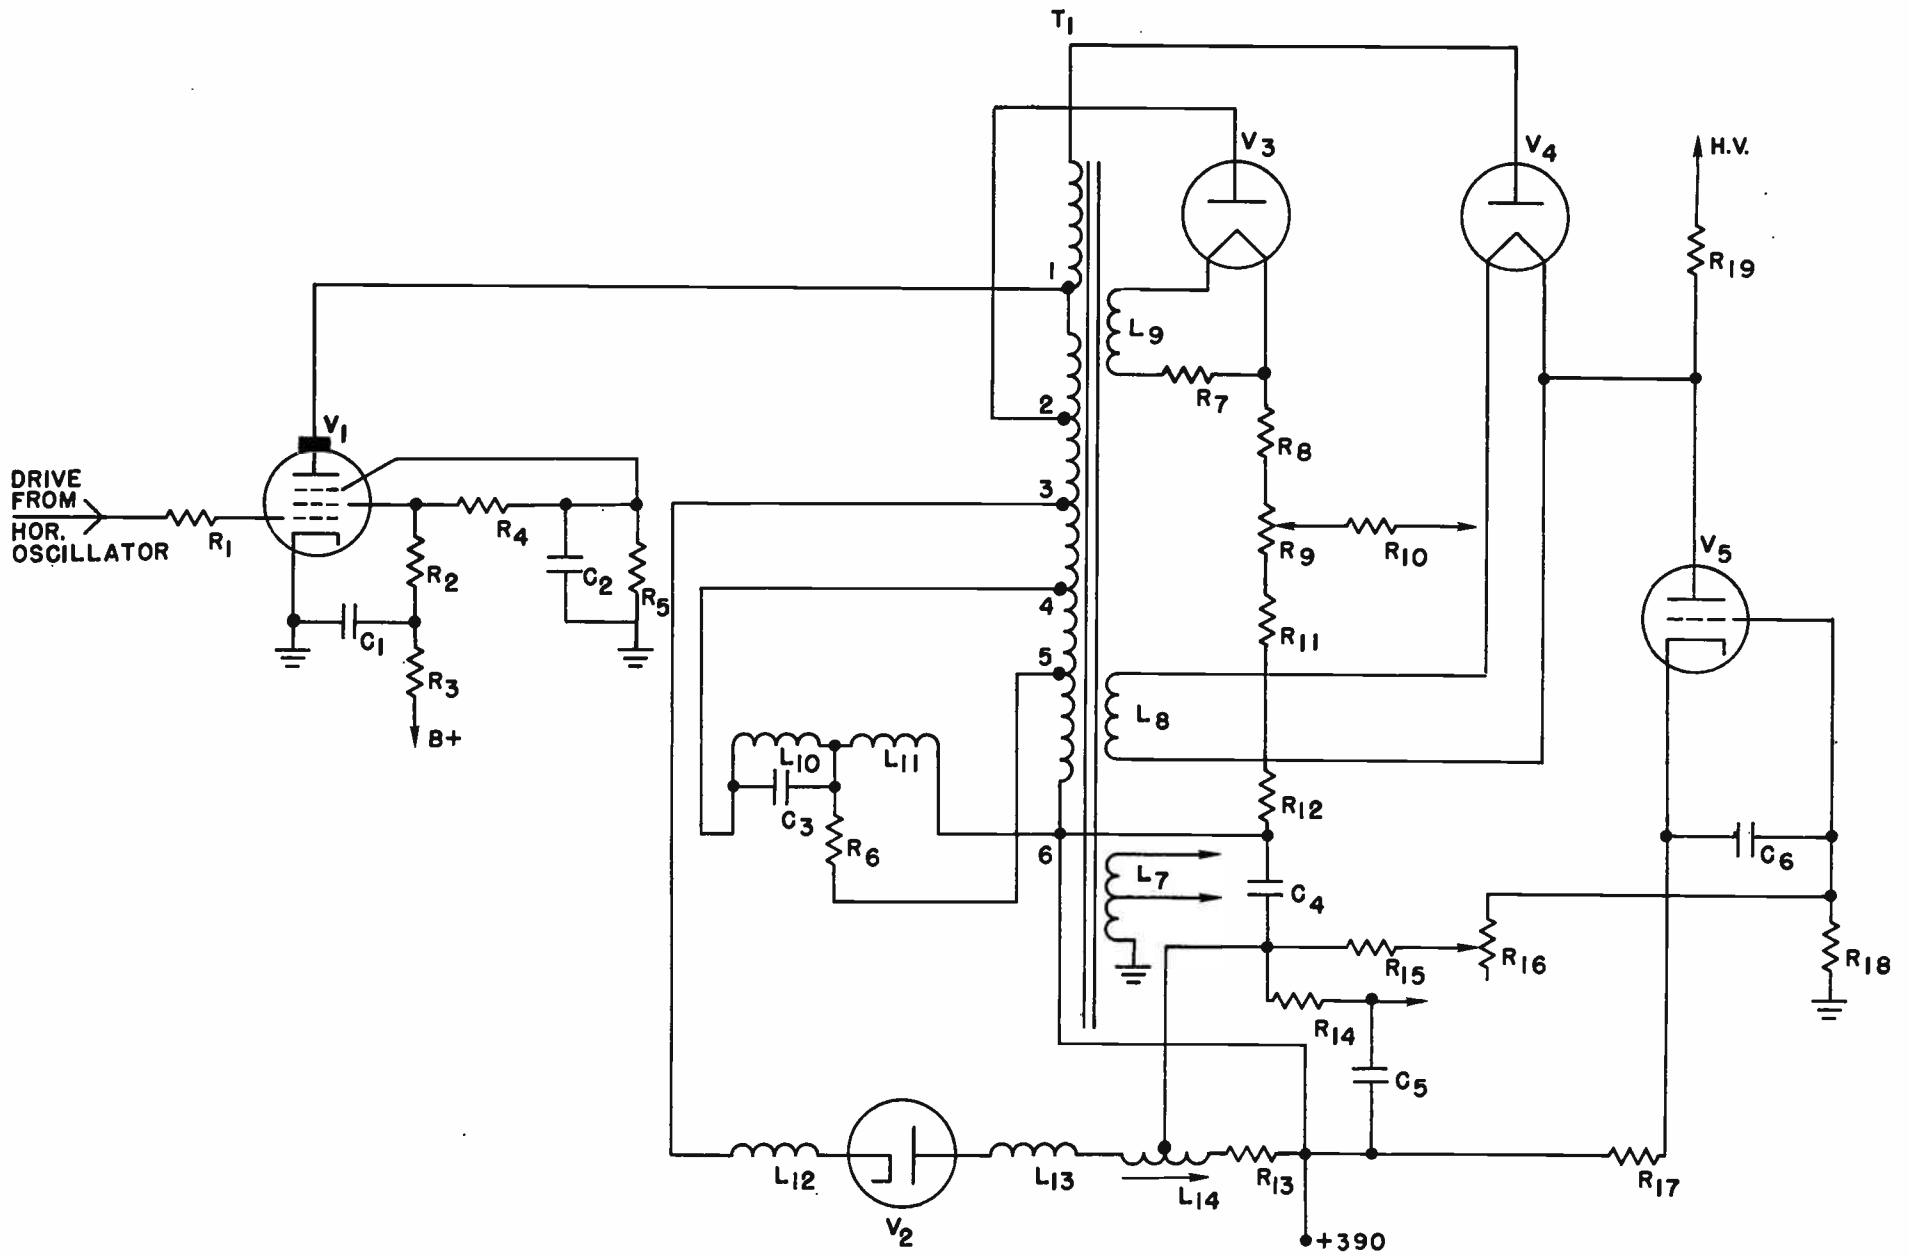 T1
V3
V4
H.V.
R19
1
L9
2
R7
V1
R8
DRIVE
FROM
HOR.
OSCILLATOR
R1
R4
3
R9
R10
V5
R2
C2
R5
4
C1
R11
R3
5
B+
L10
L11
L8
C3
R12
R6
6
C6
L7
C4
R15
R16
R18
R14
C5
L12
L13
L14
R13
R17
V2
+390